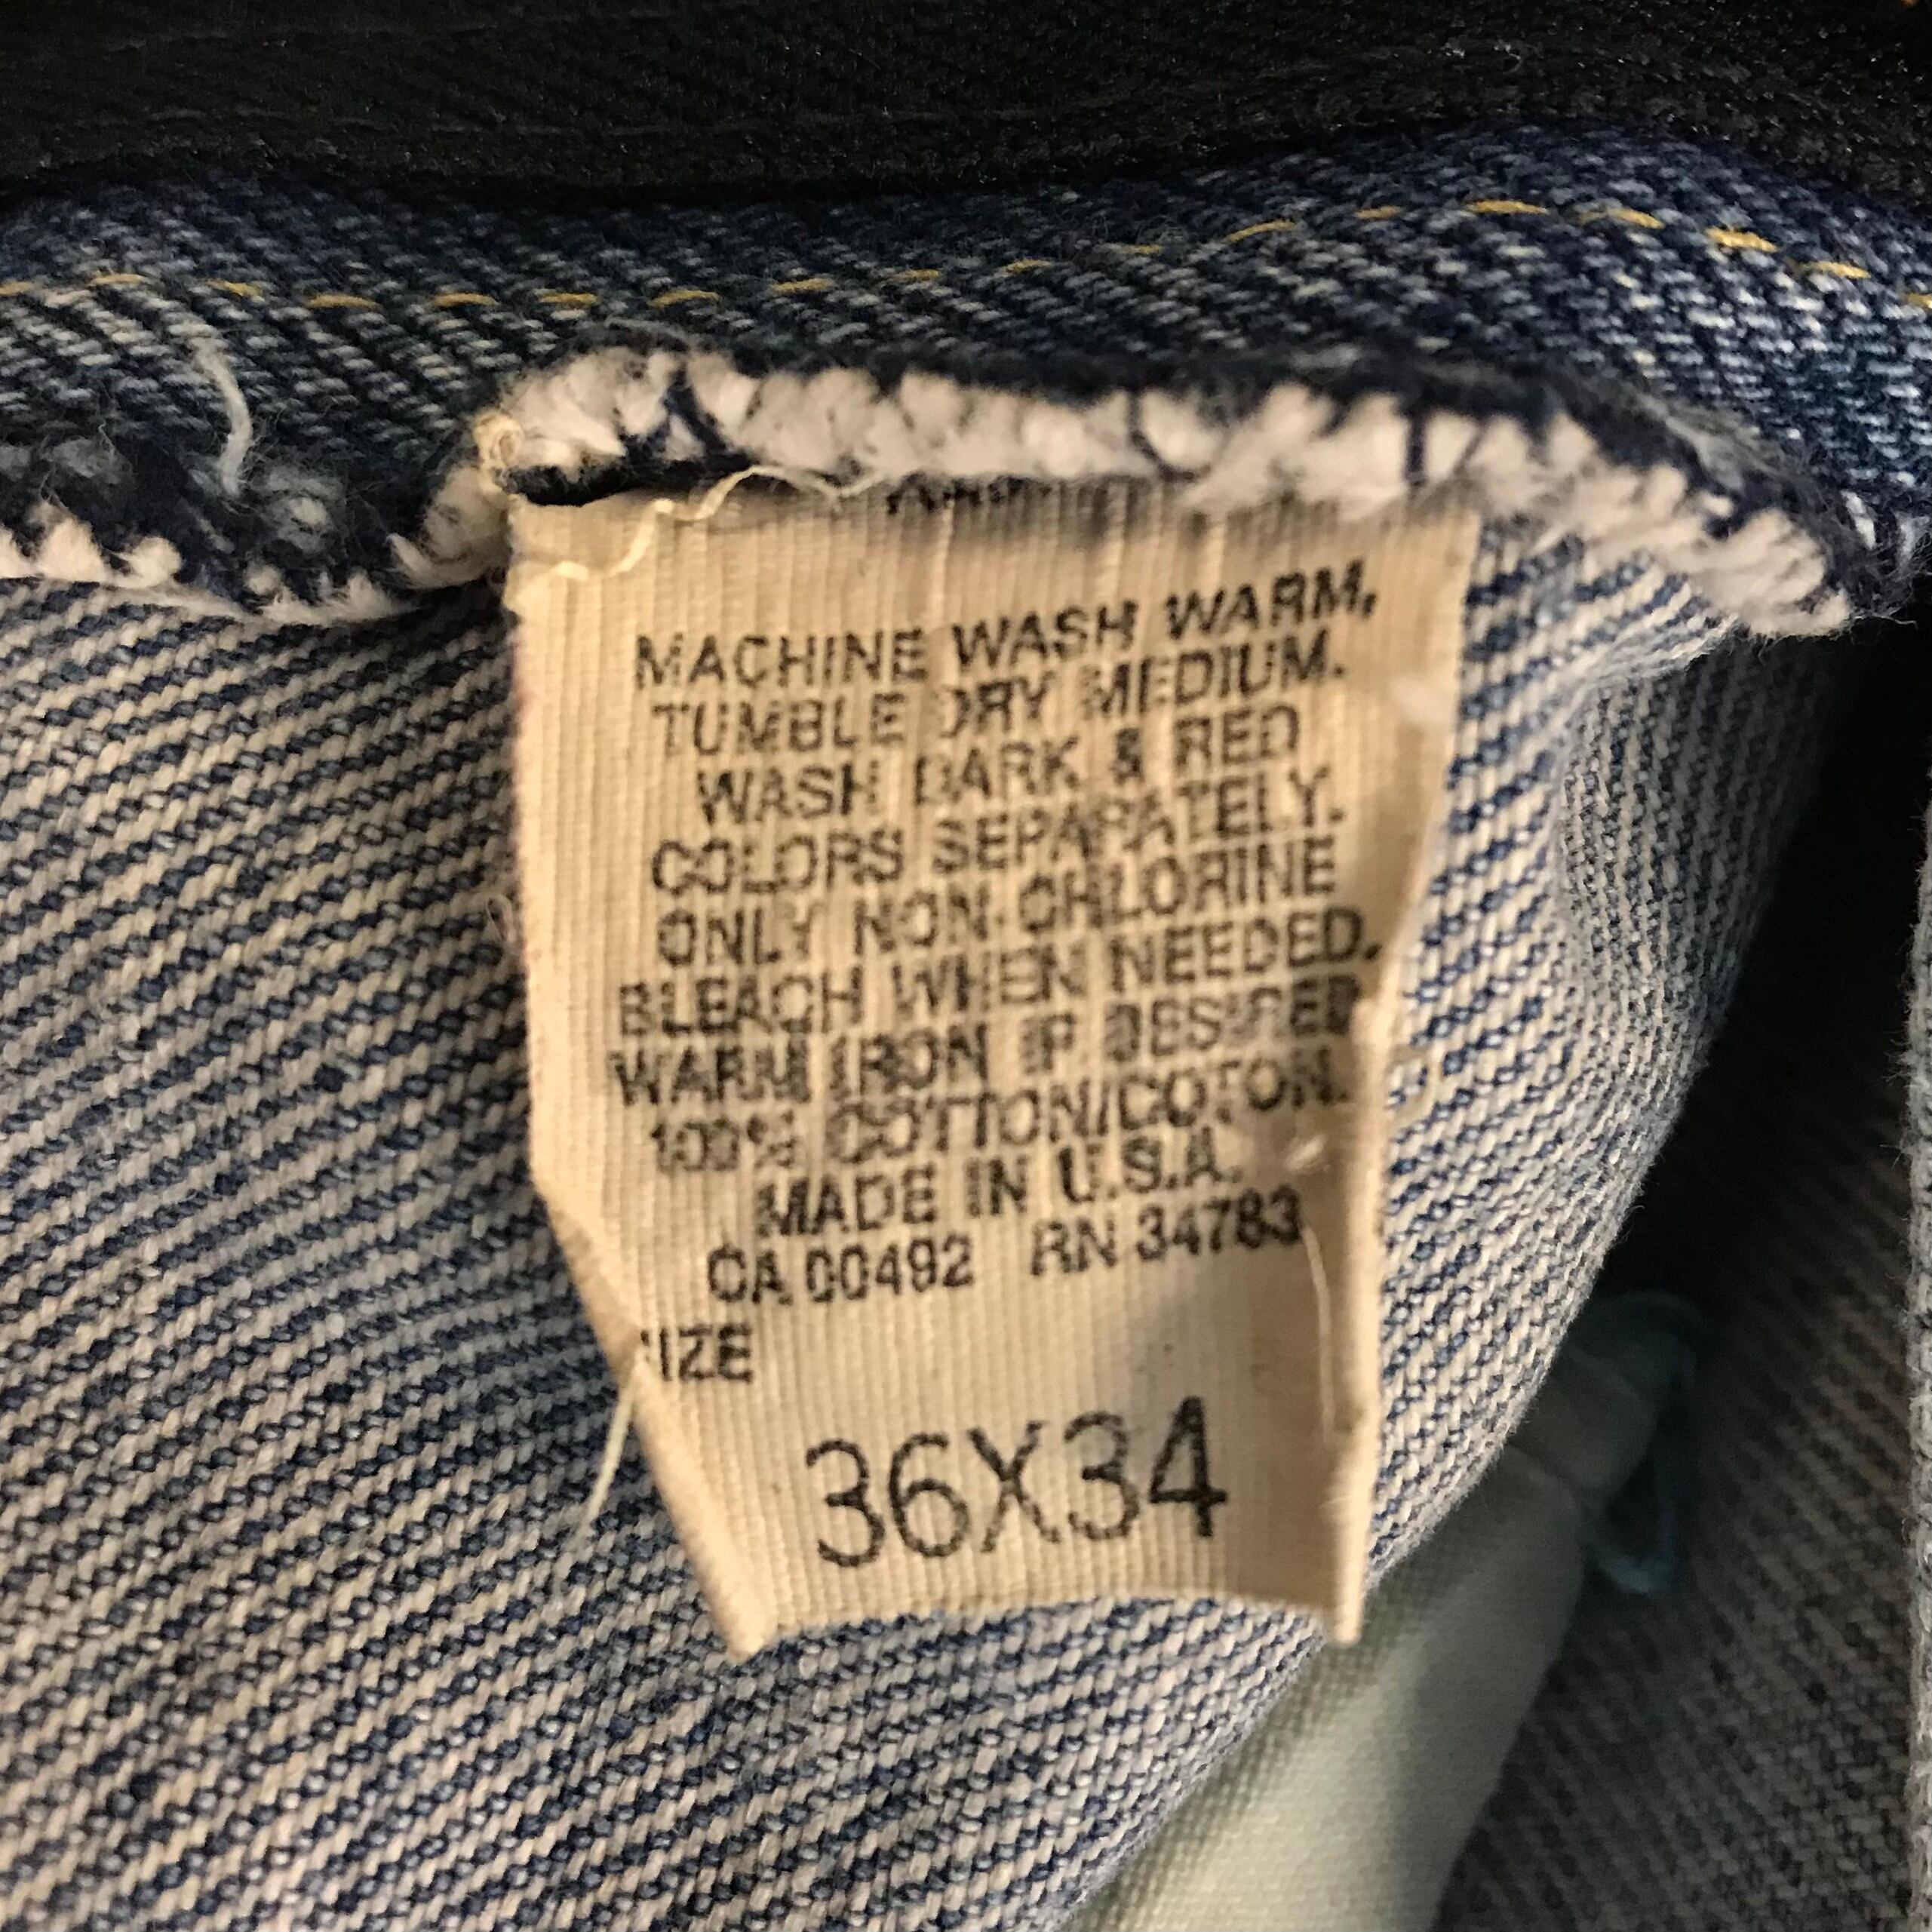 MACHINE WASH WARM,
TUMBLE DRY MEDIUM.
WASH DARK & RED
COLORS SEPARATELY.
ONLY NON-CHLORINE
BLEACH WHEN NEEDED.
WARM IRON IF DESIRED
100% COTTON/COTON.
MADE IN U.S.A.
CA 00492 RN 34783
SIZE
36X34